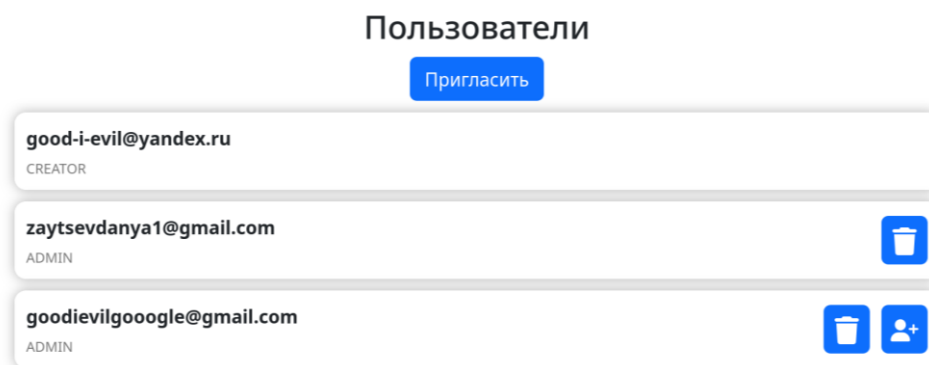 Пользователи
Пригласить
good-i-evil@yandex.ru
CREATOR
zaytsevdanya1@gmail.com
ADMIN
goodievilgooogle@gmail.com
ADMIN